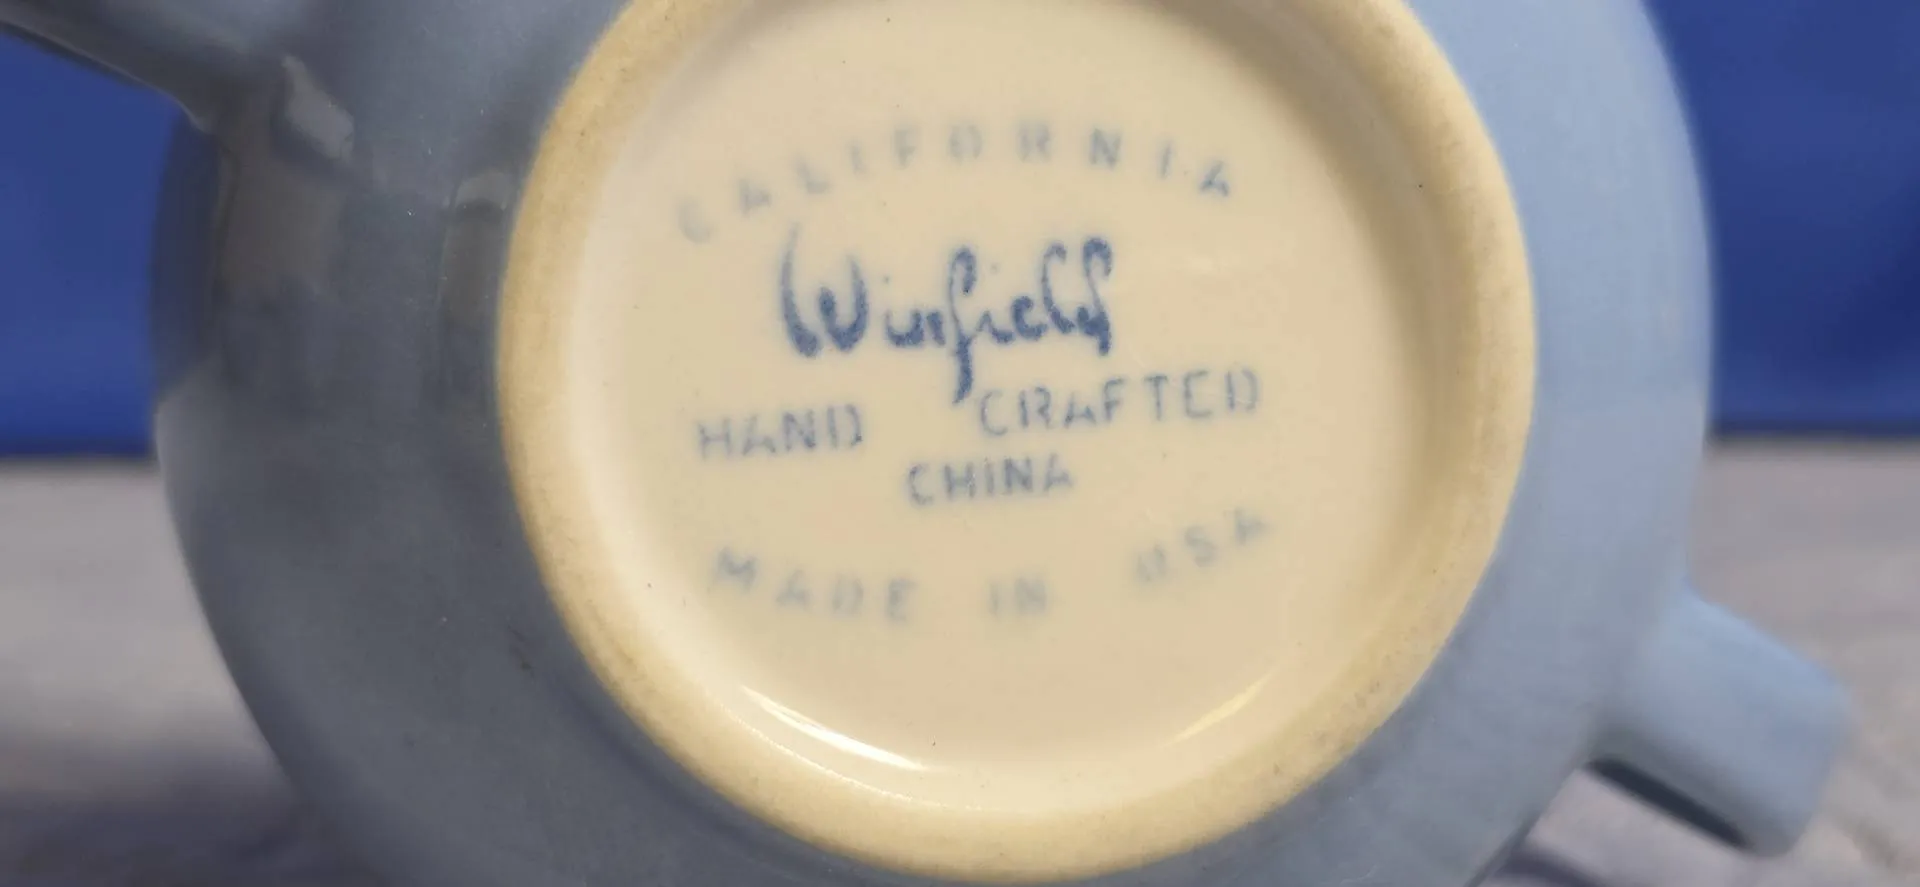 CALIFORNIA
Winfield
HAND CRAFTED
CHINA
MADE IN USA